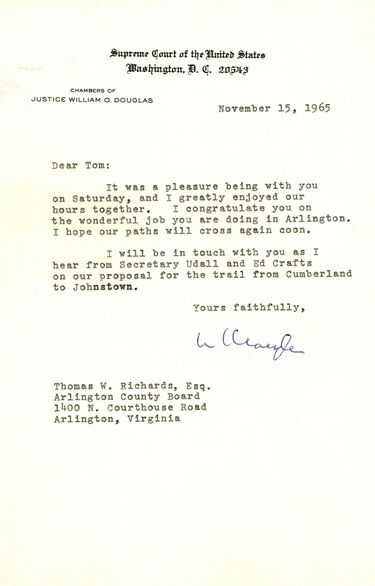 Supreme Court of the United States
Washington, D. C. 20543
CHAMBERS OF
JUSTICE WILLIAM O. DOUGLAS
November 15, 1965
Dear Tom:
It was a pleasure being with you
on Saturday, and I greatly enjoyed our
hours together. I congratulate you on
the wonderful job you are doing in Arlington.
I hope our paths will cross again coon.
I will be in touch with you as I
hear from Secretary Udall and Ed Crafts
on our proposal for the trail from Cumberland
to Johnstown.
Yours faithfully,
Thomas W. Richards, Esq.
Arlington County Board
1400 N. Courthouse Road
Arlington, Virginia